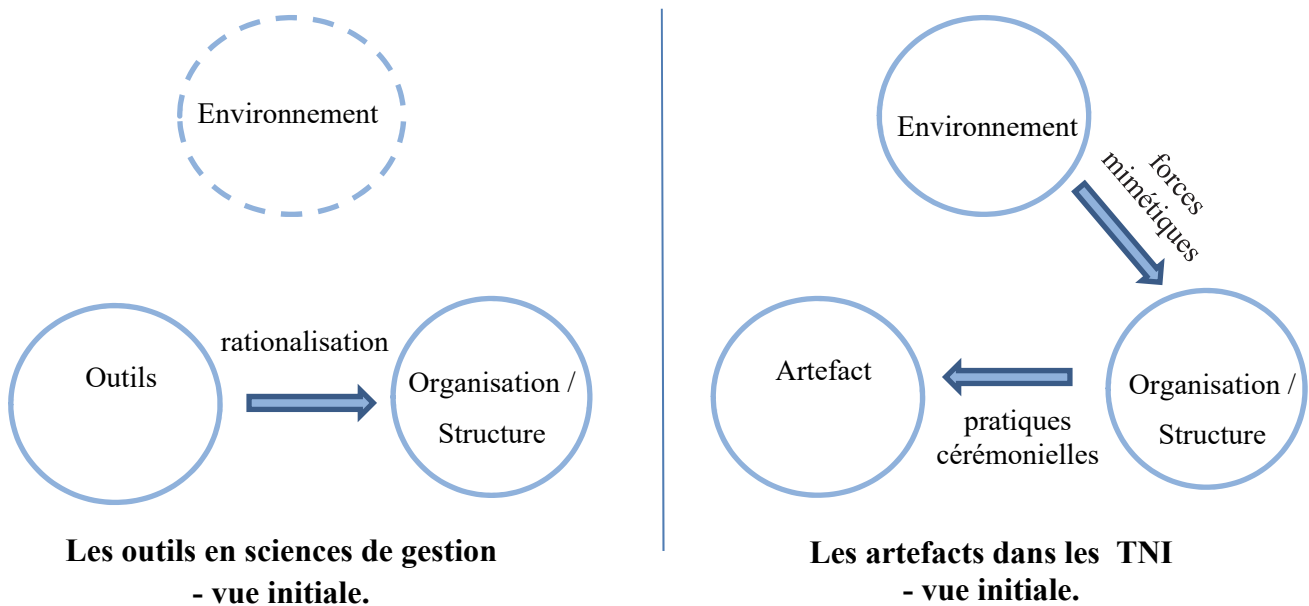 Environnement
rationalisation
Outils
Organisation /
Structure
Les outils en sciences de gestion
- vue initiale.
Environnement
forces
mimétiques
Artefact
Organisation /
Structure
pratiques
cérémonielles
Les artefacts dans les  TNI
- vue initiale.